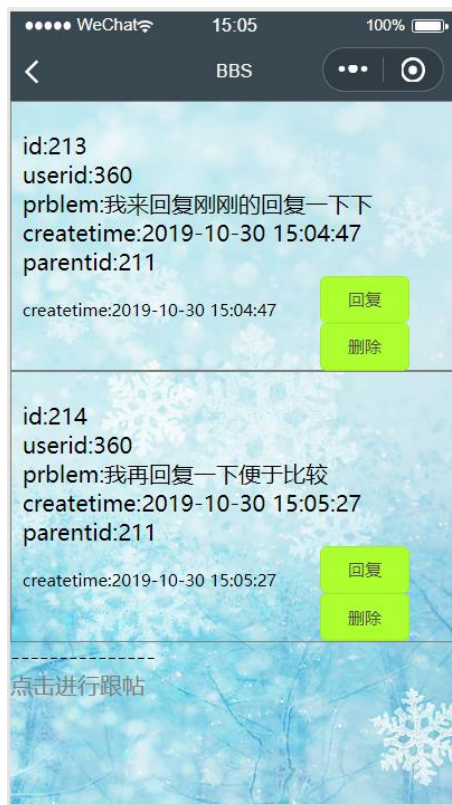 WeChat 15:05 100%
BBS
id:213
userid:360
prblem:我来回复刚刚的回复一下下
createtime:2019-10-30 15:04:47
parentid:211
createtime:2019-10-30 15:04:47
回复
删除
id:214
userid:360
prblem:我再回复一下便于比较
createtime:2019-10-30 15:05:27
parentid:211
createtime:2019-10-30 15:05:27
回复
删除
---------------
点击进行跟帖